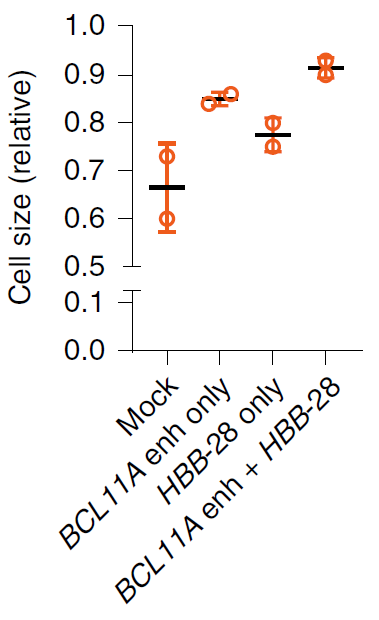 Cell size (relative)
1.0
0.9
0.8
0.7
0.6
0.5
0.1
0.0
Mock
BCL11A enh only
HBB-28 only
BCL11A enh + HBB-28